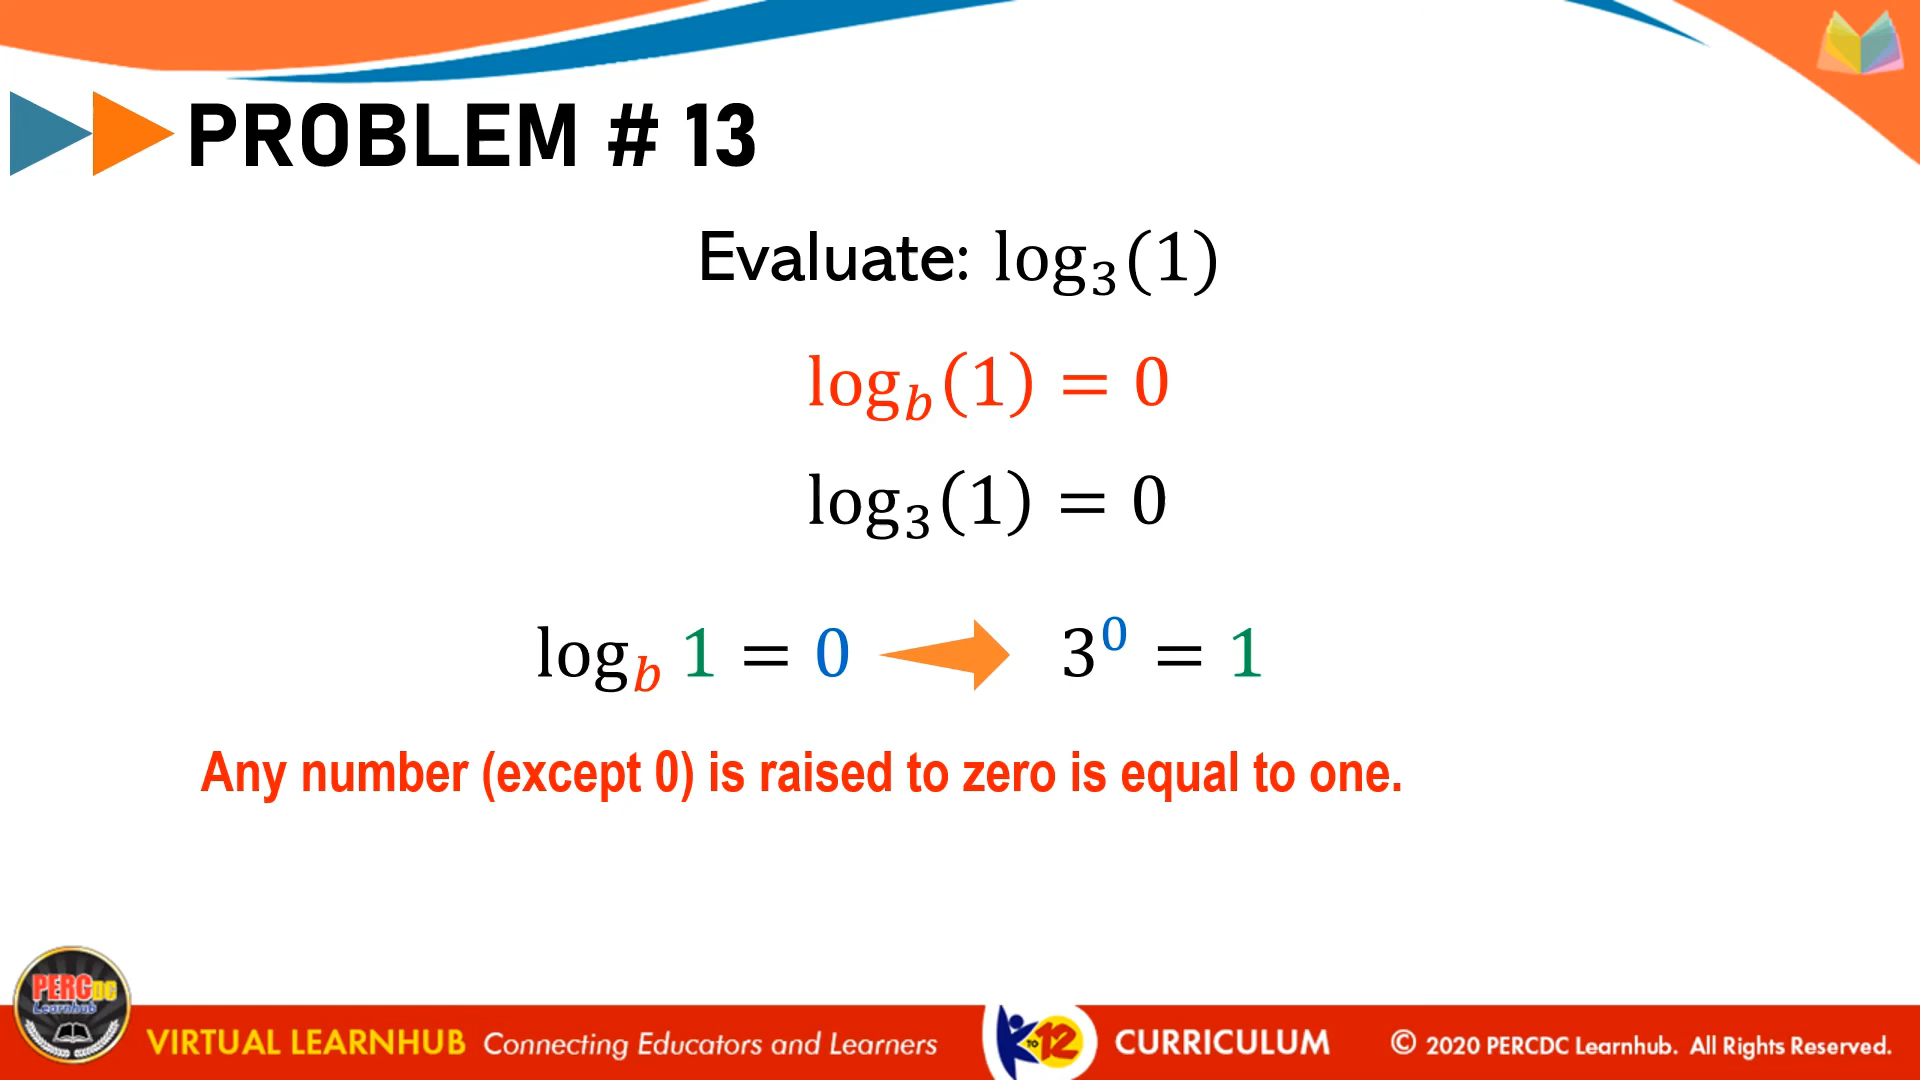 PROBLEM # 13
Evaluate: log₃(1)
log_b(1) = 0
log₃(1) = 0
log_b 1 = 0 3⁰ = 1
Any number (except 0) is raised to zero is equal to one.
PERCDC
Learnhub
VIRTUAL LEARNHUB Connecting Educators and Learners K TO 12 CURRICULUM © 2020 PERCDC Learnhub. All Rights Reserved.